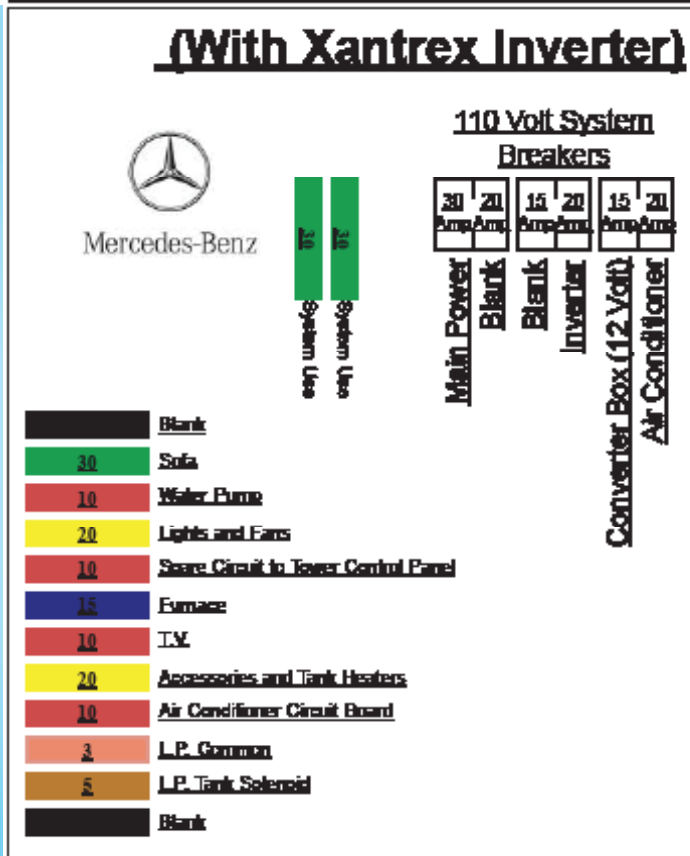 (With Xantrex Inverter)
Mercedes-Benz
110 Volt System
Breakers
30 Amp
20 Amp
15 Amp
20 Amp
15 Amp
20 Amp
Main Power
Blank
Blank
Inverter
Converter Box (12 Volt)
Air Conditioner
30
System Use
30
System Use
Blank
30 Sofa
10 Water Pump
20 Lights and Fans
10 Spare Circuit to Tower Control Panel
15 Furnace
10 T.V.
20 Accessories and Tank Heaters
10 Air Conditioner Circuit Board
3 L.P. Common
5 L.P. Tank Solenoid
Blank